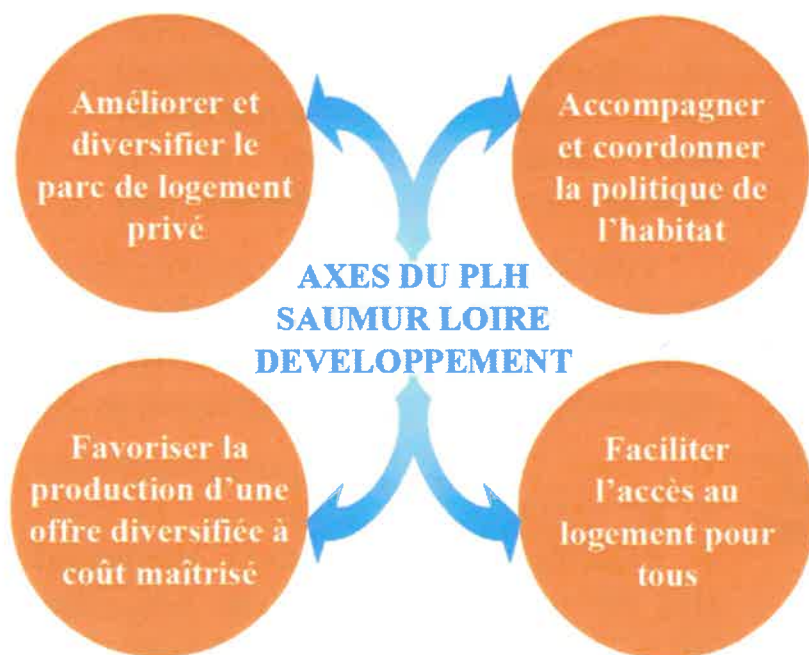 Améliorer et
diversifier le
parc de logement
privé
Accompagner
et coordonner
la politique de
l'habitat
AXES DU PLH
SAUMUR LOIRE
DEVELOPPEMENT
Favoriser la
production d'une
offre diversifiée à
coût maîtrisé
Faciliter
l'accès au
logement pour
tous